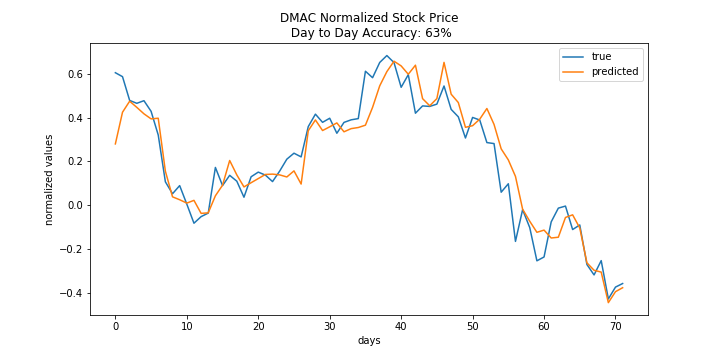 DMAC Normalized Stock Price
Day to Day Accuracy: 63%
true
predicted
normalized values
0.6
0.4
0.2
0.0
−0.2
−0.4
0 10 20 30 40 50 60 70
days